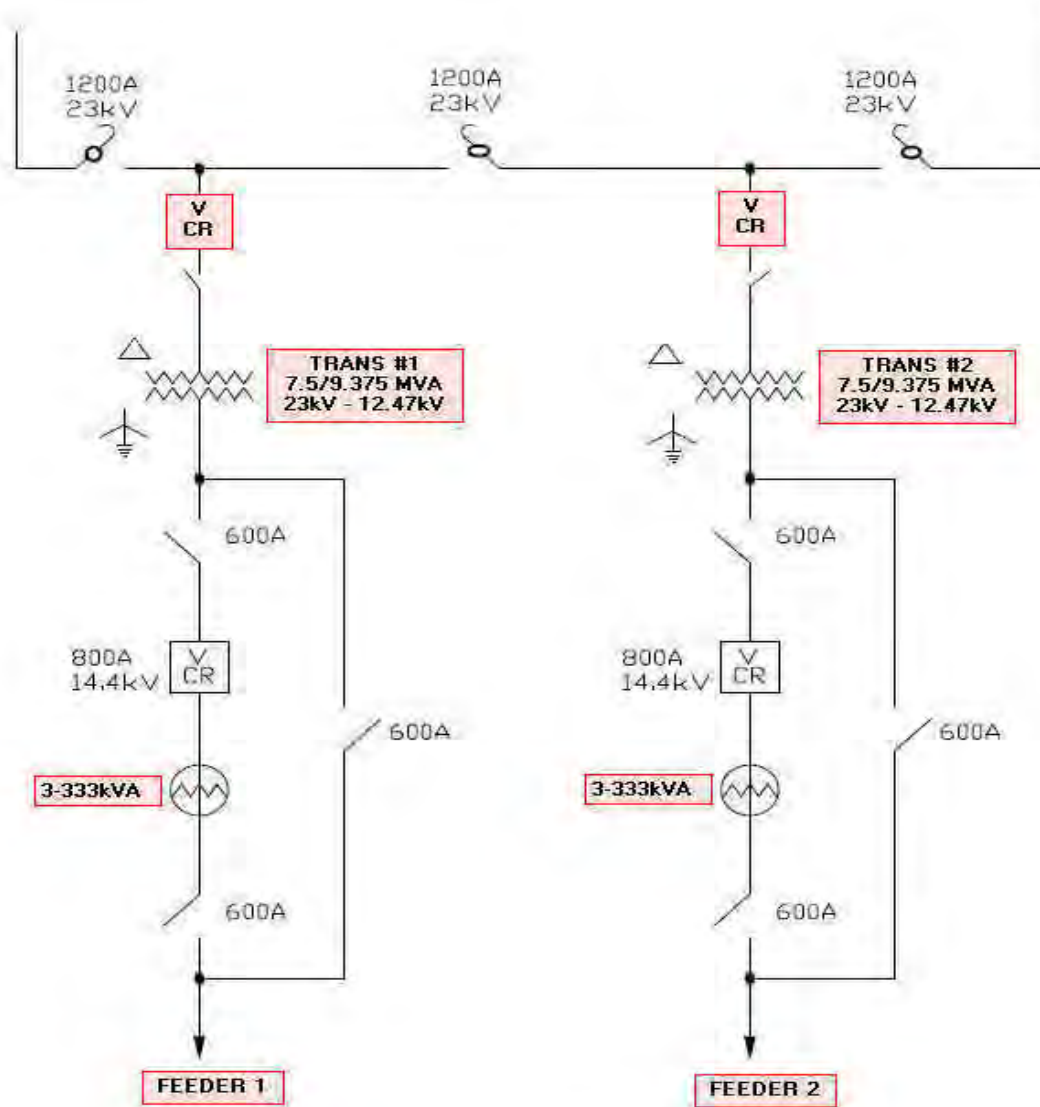 1200A
23kV
1200A
23kV
1200A
23kV
V
CR
V
CR
TRANS #1
7.5/9.375 MVA
23kV - 12.47kV
TRANS #2
7.5/9.375 MVA
23kV - 12.47kV
600A
600A
800A
14.4kV
V
CR
800A
14.4kV
V
CR
600A
600A
3-333kVA
3-333kVA
600A
600A
FEEDER 1
FEEDER 2